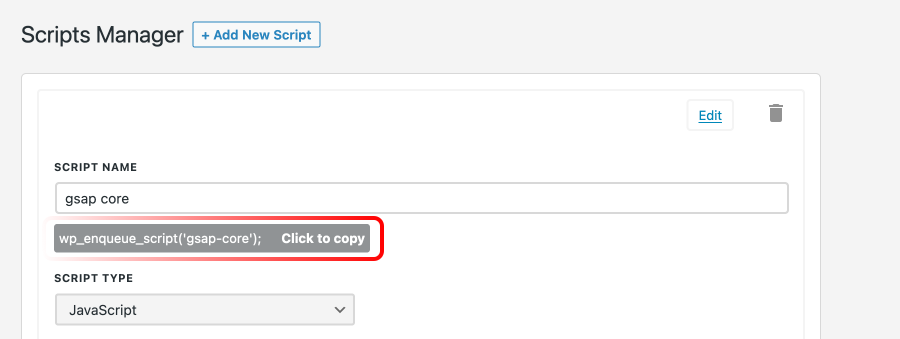 Scripts Manager + Add New Script
Edit
SCRIPT NAME
gsap core
wp_enqueue_script('gsap-core'); Click to copy
SCRIPT TYPE
JavaScript